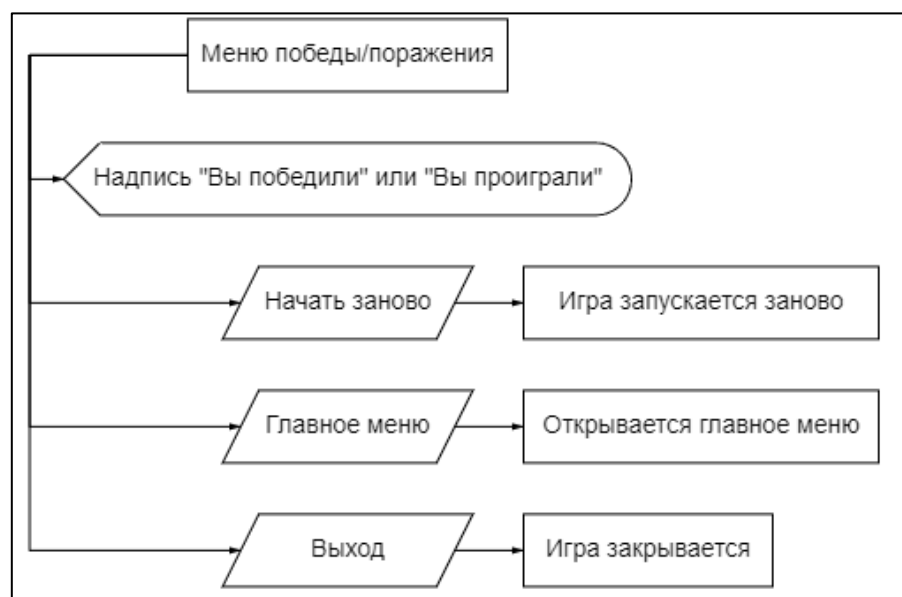 Меню победы/поражения
Надпись "Вы победили" или "Вы проиграли"
Начать заново
Игра запускается заново
Главное меню
Открывается главное меню
Выход
Игра закрывается